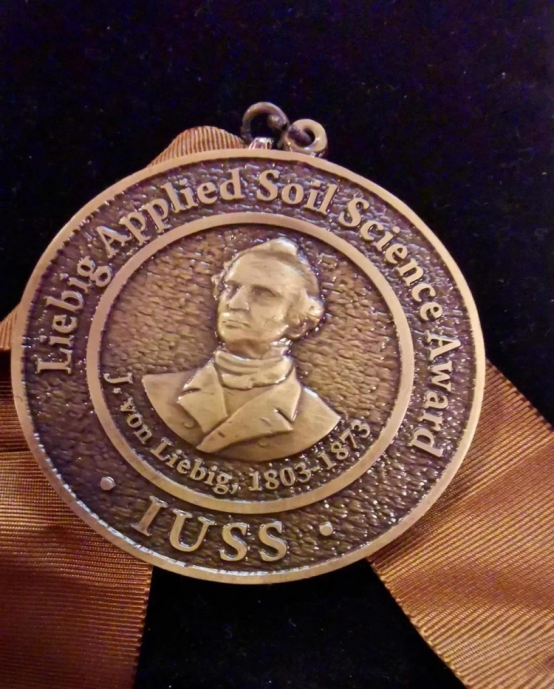 Liebig Applied Soil Science Award
J. von Liebig, 1803-1873
· IUSS ·